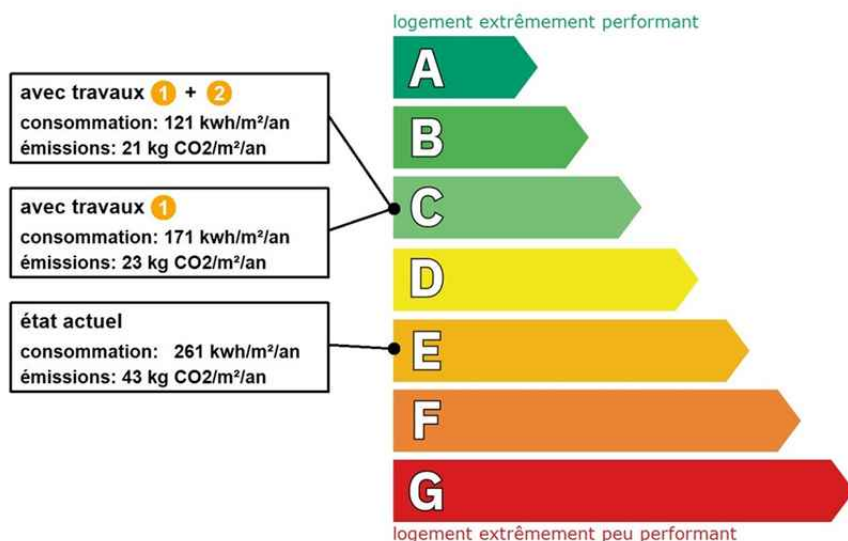 logement extrêmement performant
A
avec travaux 1 + 2
consommation: 121 kwh/m²/an
émissions: 21 kg CO2/m²/an
B
avec travaux 1
consommation: 171 kwh/m²/an
émissions: 23 kg CO2/m²/an
C
D
état actuel
consommation: 261 kwh/m²/an
émissions: 43 kg CO2/m²/an
E
F
G
logement extrêmement peu performant